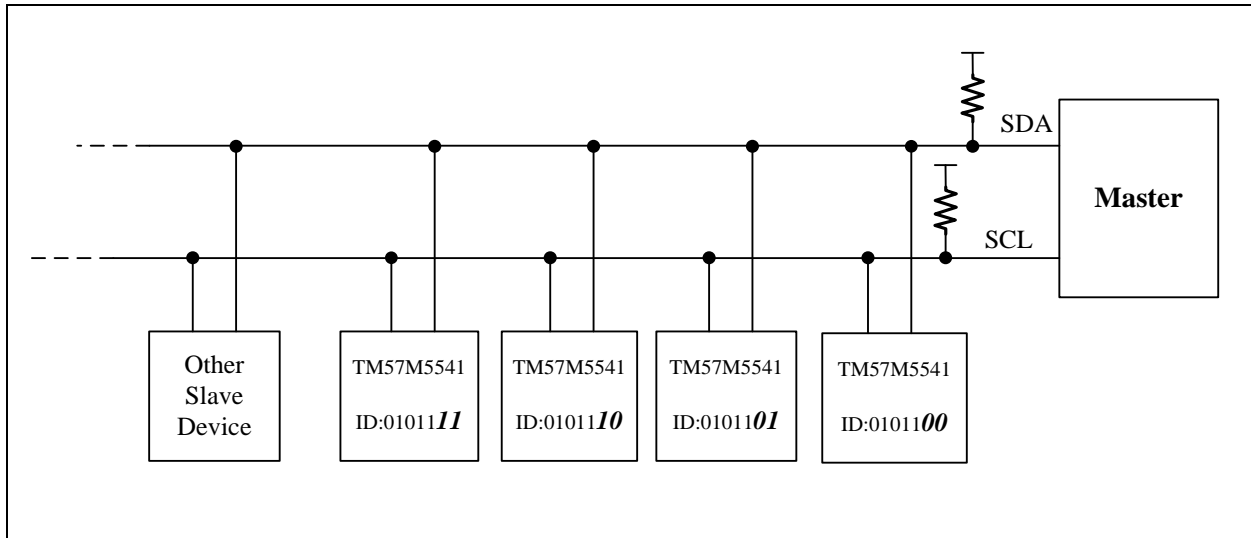 SDA
Master
SCL
Other
Slave
Device
TM57M5541
ID:0101111
TM57M5541
ID:0101110
TM57M5541
ID:0101101
TM57M5541
ID:0101100